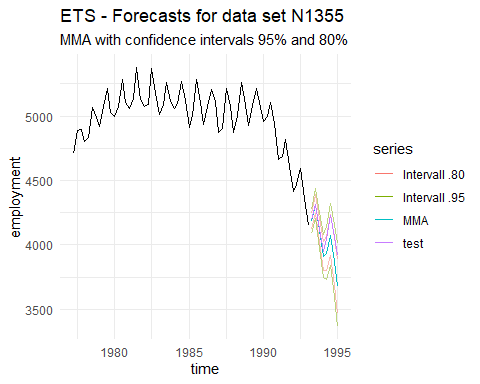 ETS - Forecasts for data set N1355
MMA with confidence intervals 95% and 80%
employment
5000
4500
4000
3500
1980
1985
1990
1995
time
series
Intervall .80
Intervall .95
MMA
test